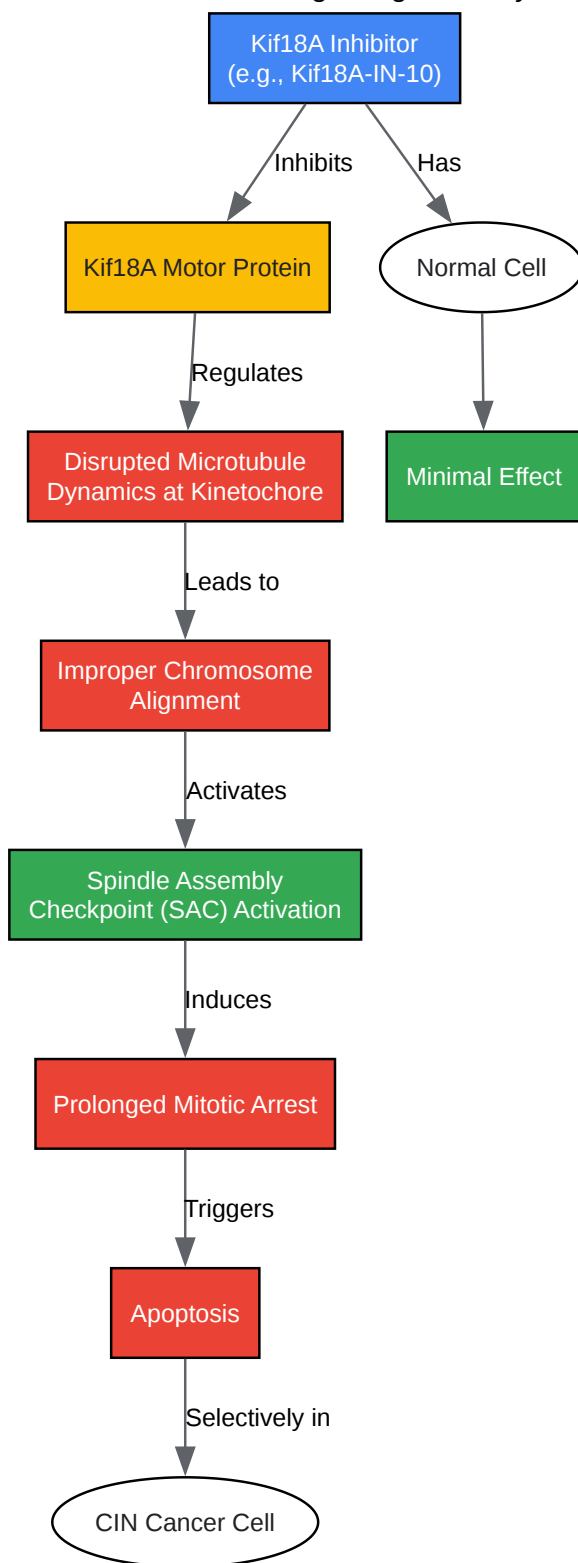 Kif18A Inhibitor
(e.g., Kif18A-IN-10)
Inhibits
Has
Kif18A Motor Protein
Normal Cell
Regulates
Disrupted Microtubule
Dynamics at Kinetochore
Minimal Effect
Leads to
Improper Chromosome
Alignment
Activates
Spindle Assembly
Checkpoint (SAC) Activation
Induces
Prolonged Mitotic Arrest
Triggers
Apoptosis
Selectively in
CIN Cancer Cell